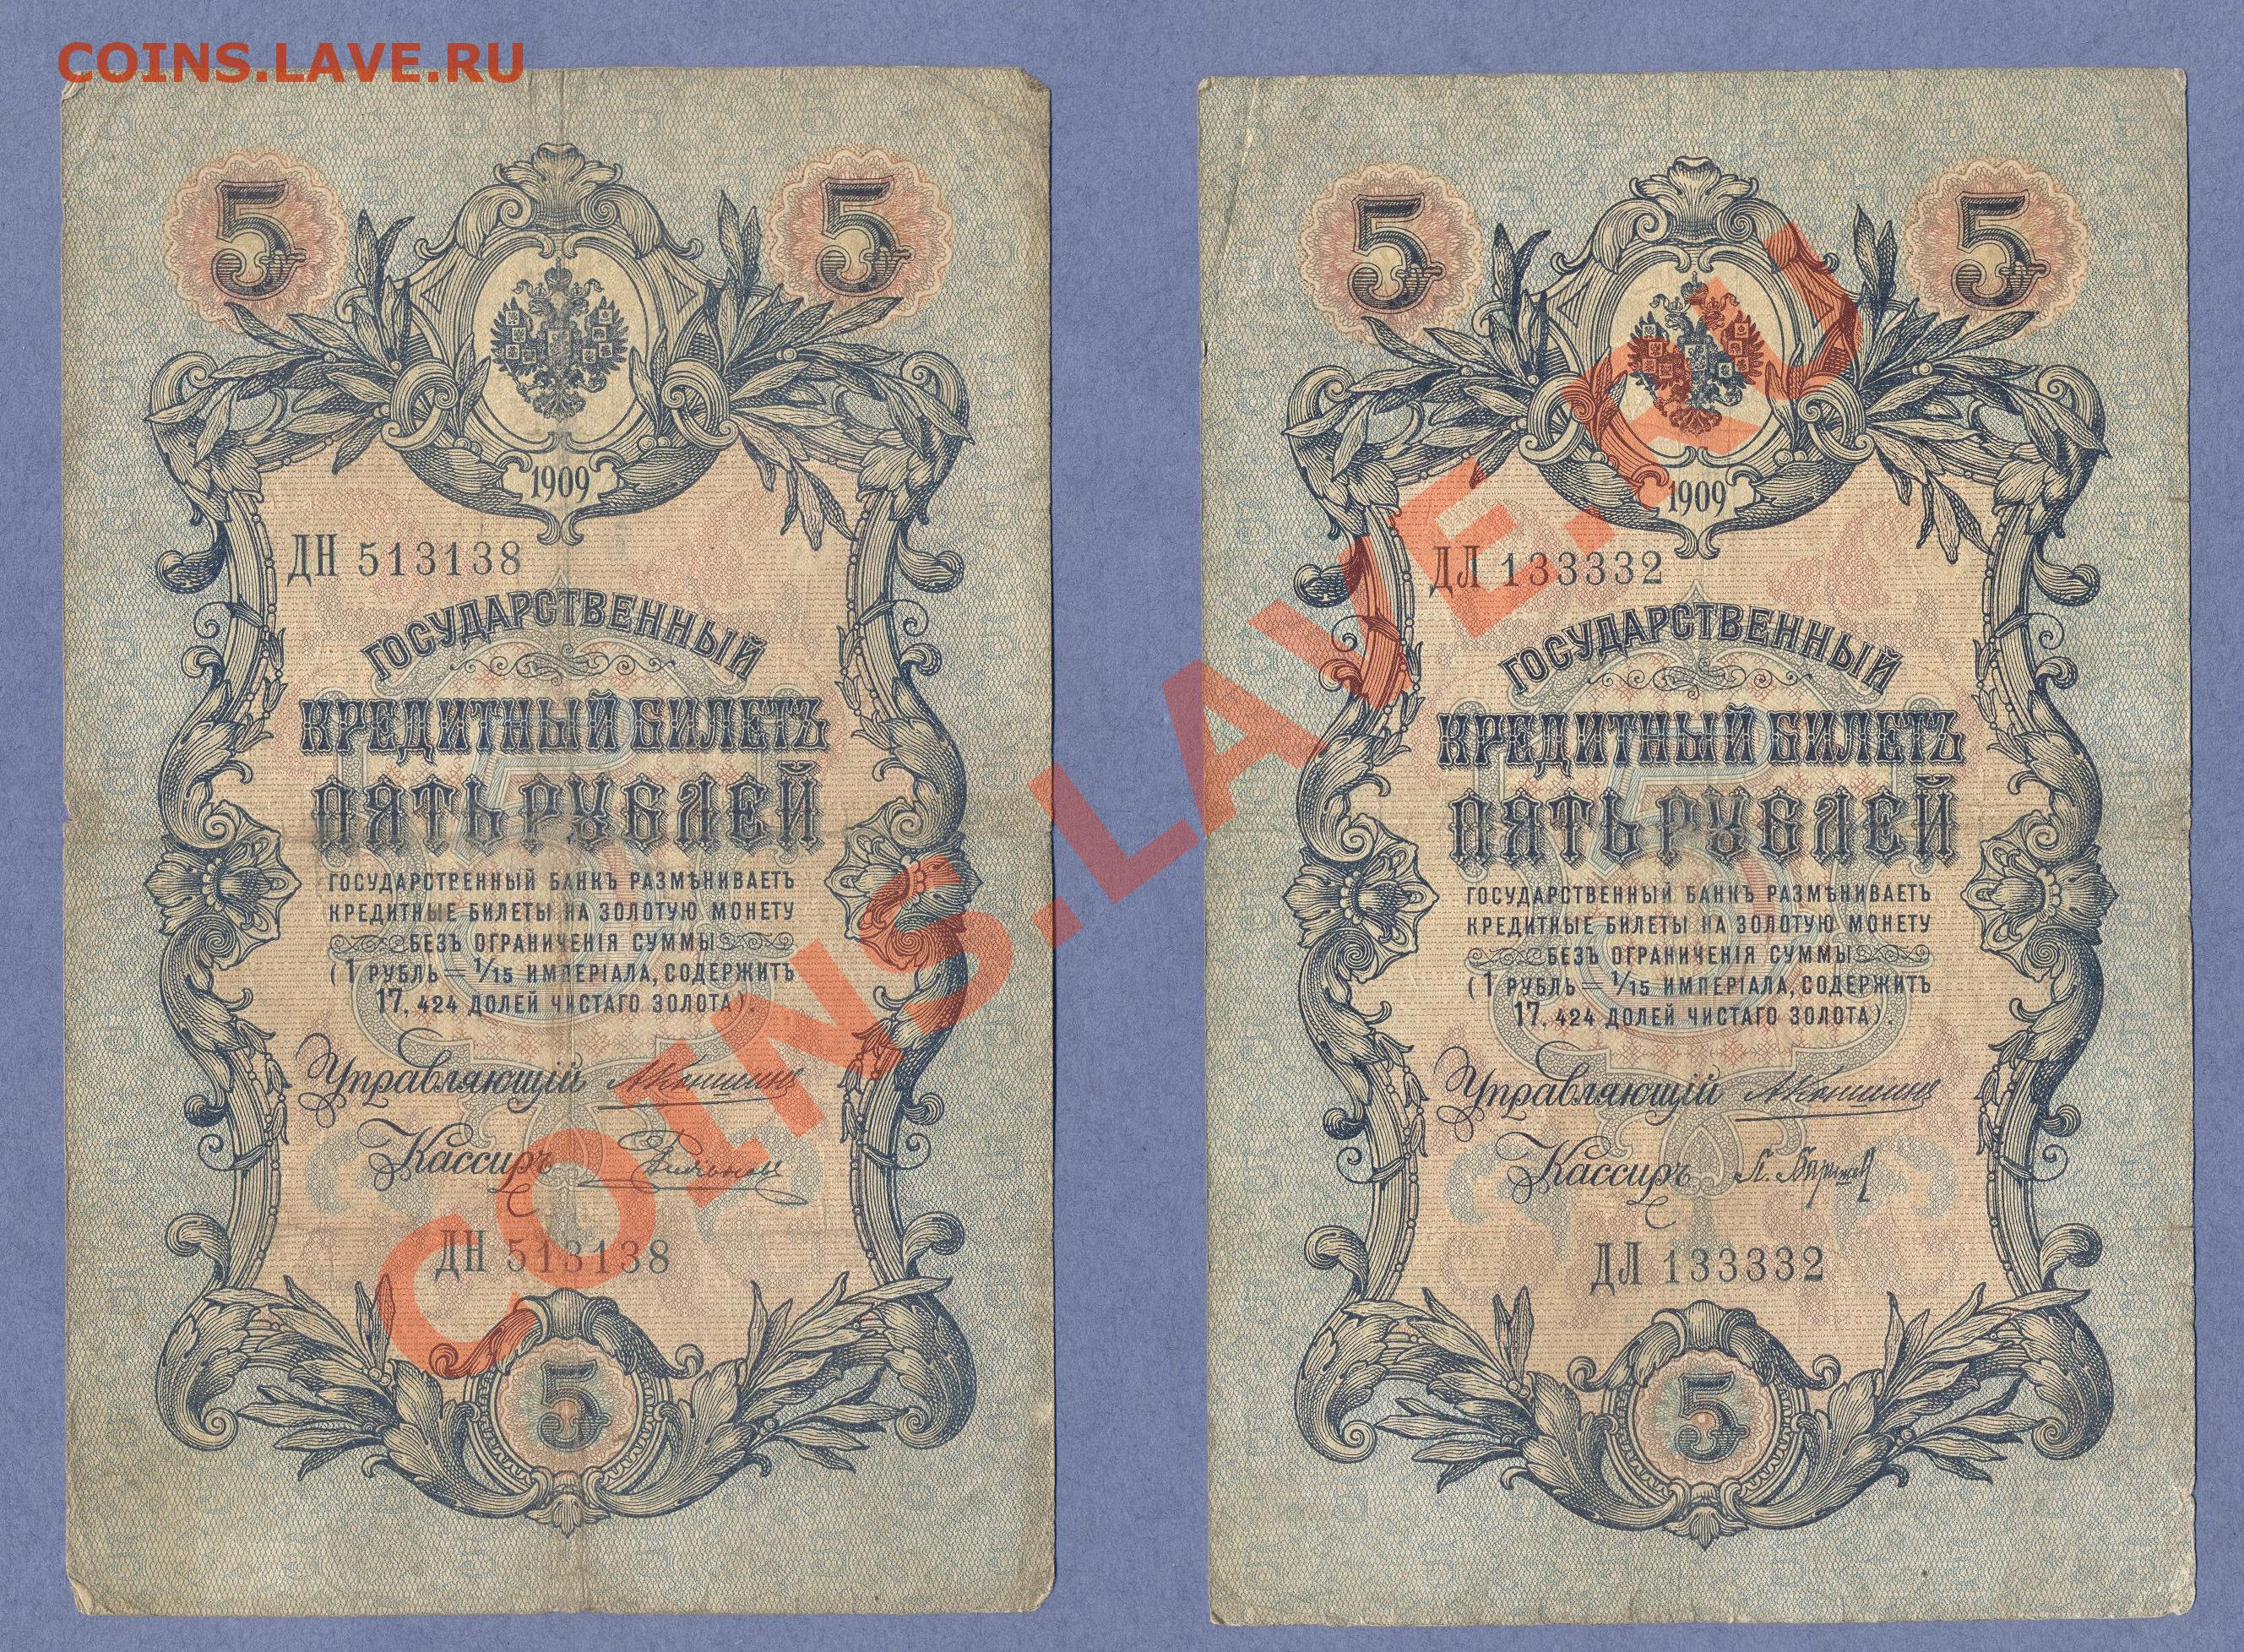 COINS.LAVE.RU
5 5
1909
ДН 513138
ГОСУДАРСТВЕННЫЙ
КРЕДИТНЫЙ БИЛЕТЪ
ПЯТЬ РУБЛЕЙ
ГОСУДАРСТВЕННЫЙ БАНКЪ РАЗМѢНИВАЕТЪ
КРЕДИТНЫЕ БИЛЕТЫ НА ЗОЛОТУЮ МОНЕТУ
БЕЗЪ ОГРАНИЧЕНІЯ СУММЫ
(1 РУБЛЬ = 1/15 ИМПЕРІАЛА, СОДЕРЖИТЪ
17,424 ДОЛЕЙ ЧИСТАГО ЗОЛОТА).
Управляющій АКоншинъ
Кассиръ
ДН 513138
5
5 5
1909
ДЛ 133332
ГОСУДАРСТВЕННЫЙ
КРЕДИТНЫЙ БИЛЕТЪ
ПЯТЬ РУБЛЕЙ
ГОСУДАРСТВЕННЫЙ БАНКЪ РАЗМѢНИВАЕТЪ
КРЕДИТНЫЕ БИЛЕТЫ НА ЗОЛОТУЮ МОНЕТУ
БЕЗЪ ОГРАНИЧЕНІЯ СУММЫ
(1 РУБЛЬ = 1/15 ИМПЕРІАЛА, СОДЕРЖИТЪ
17,424 ДОЛЕЙ ЧИСТАГО ЗОЛОТА).
Управляющій АКоншинъ
Кассиръ
ДЛ 133332
5
COINS.LAVE.RU